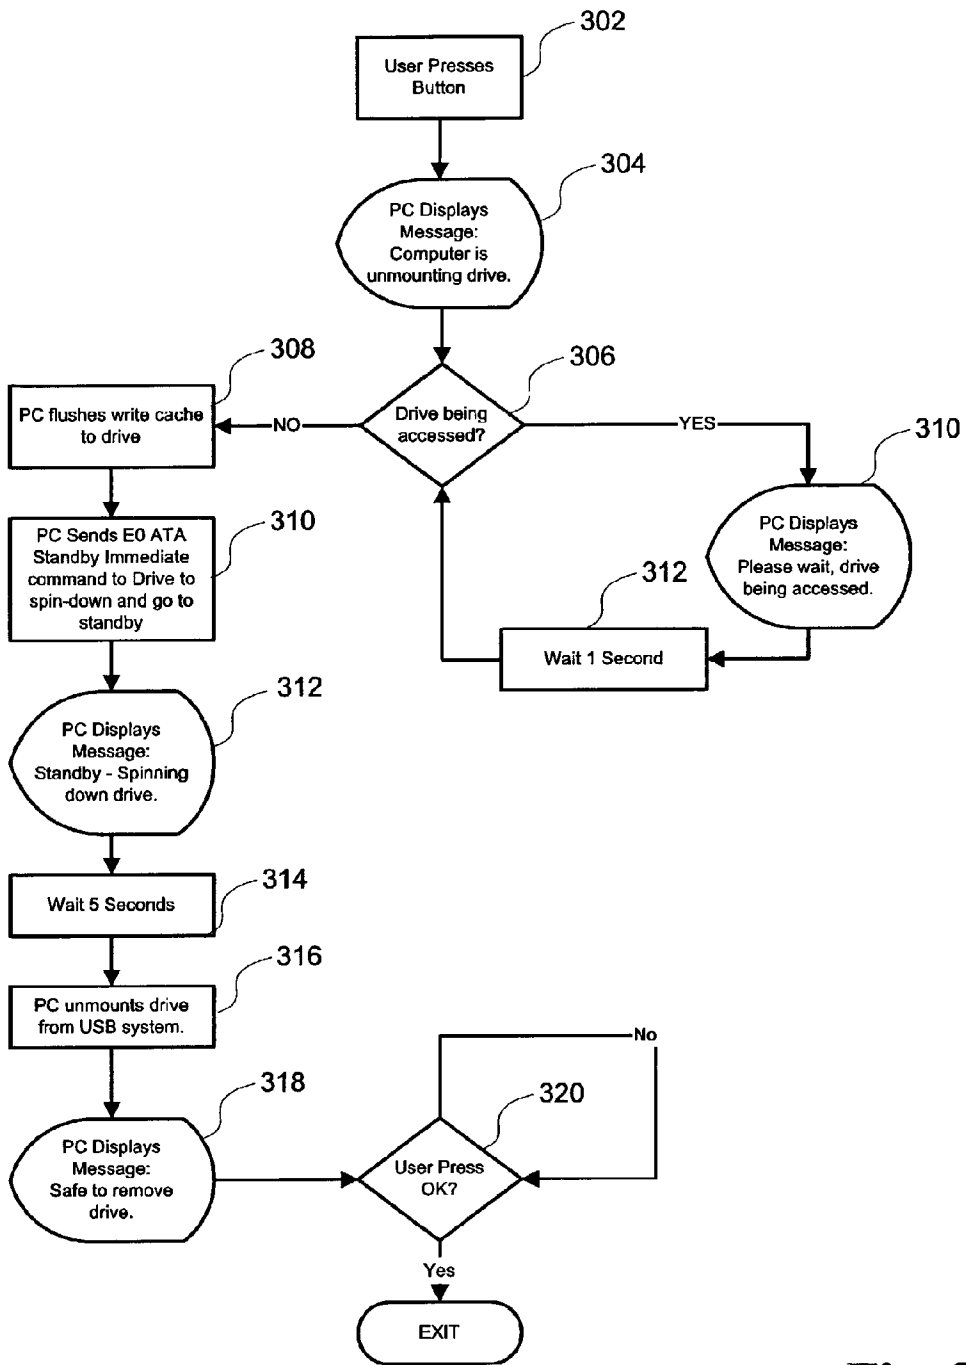 302
User Presses
Button
304
PC Displays
Message:
Computer is
unmounting drive.
306
Drive being
accessed?
NO
YES
308
PC flushes write cache
to drive
310
PC Displays
Message:
Please wait, drive
being accessed.
312
Wait 1 Second
310
PC Sends E0 ATA
Standby Immediate
command to Drive to
spin-down and go to
standby
312
PC Displays
Message:
Standby - Spinning
down drive.
314
Wait 5 Seconds
316
PC unmounts drive
from USB system.
318
PC Displays
Message:
Safe to remove
drive.
320
User Press
OK?
No
Yes
EXIT